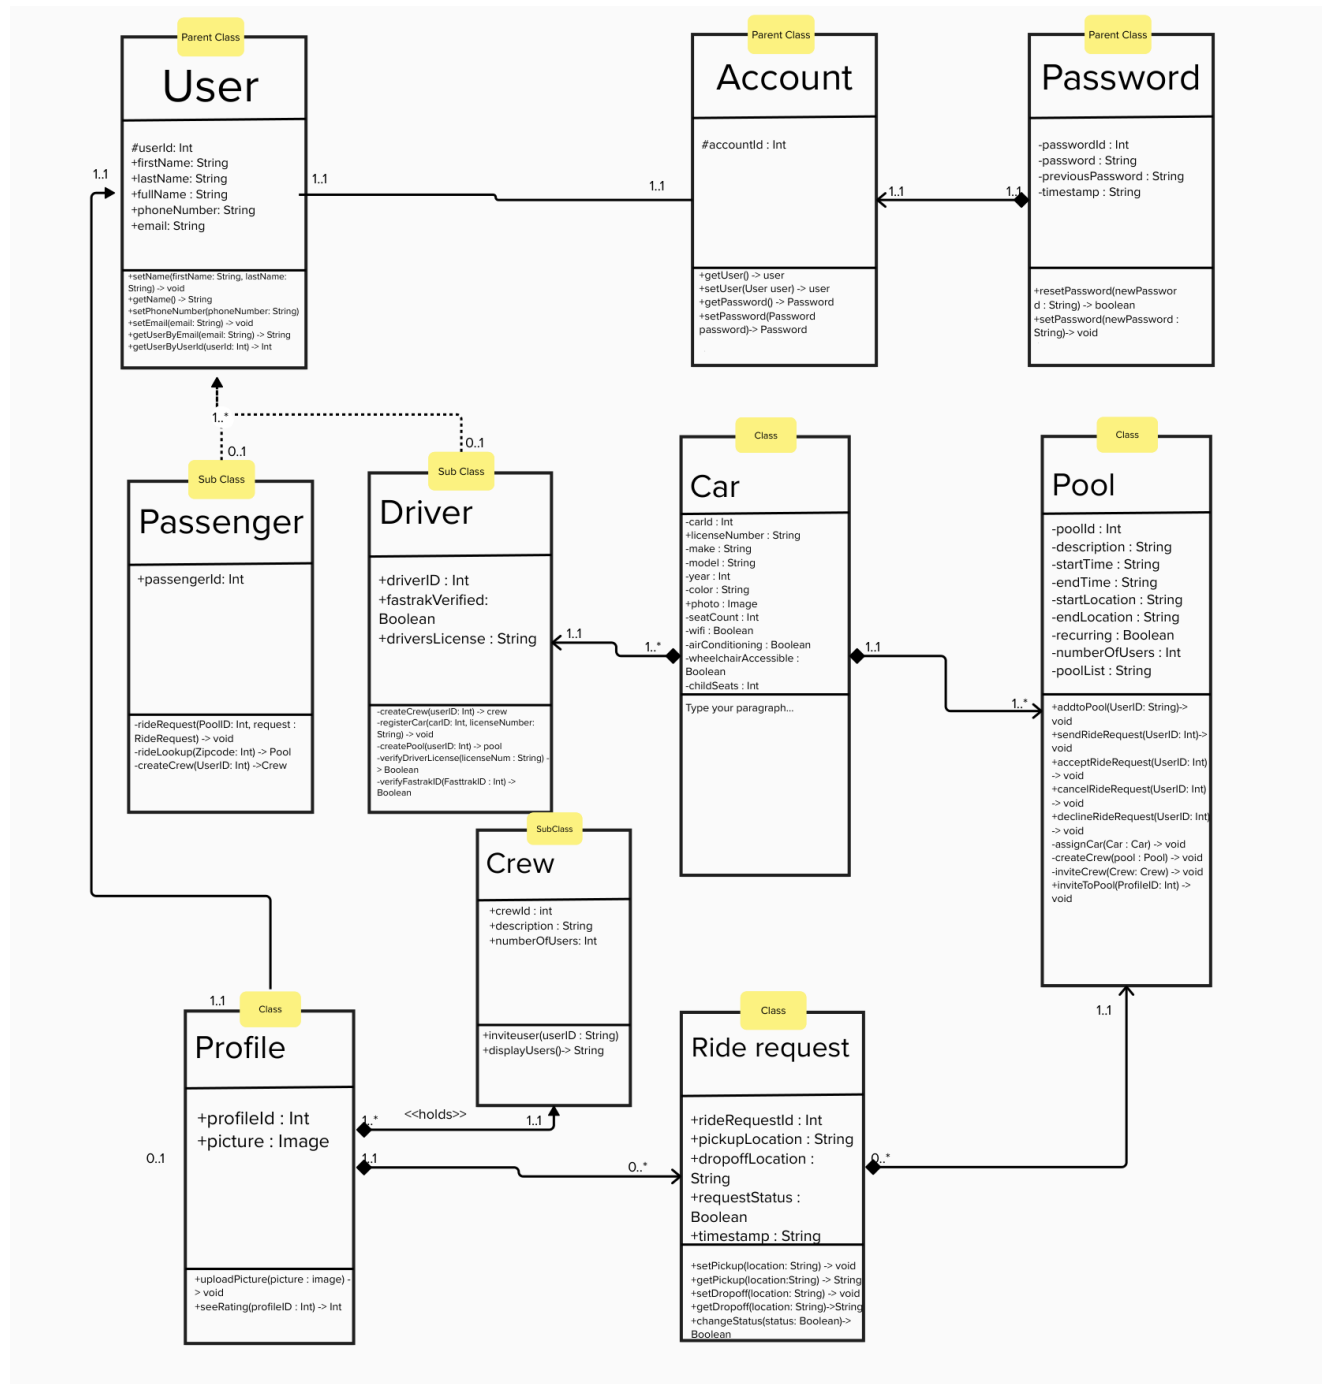 Parent Class
User
#userId: Int
+firstName: String
+lastName: String
+fullName : String
+phoneNumber: String
+email: String
+setName(firstName: String, lastName:
String) -> void
+getName() -> String
+setPhoneNumber(phoneNumber: String)
+setEmail(email: String) -> void
+getUserByEmail(email: String) -> String
+getUserByUserId(userId: Int) -> Int
1..1
1..1
1..1
Parent Class
Account
#accountId : Int
+getUser() -> user
+setUser(User user) -> user
+getPassword() -> Password
+setPassword(Password
password)-> Password
1..1
1..1
Parent Class
Password
-passwordId : Int
-password : String
-previousPassword : String
-timestamp : String
+resetPassword(newPasswor
d : String) -> boolean
+setPassword(newPassword :
String)-> void
1..*
0..1
0..1
Sub Class
Passenger
+passengerId: Int
-rideRequest(PoolID: Int, request :
RideRequest) -> void
-rideLookup(Zipcode: Int) -> Pool
-createCrew(UserID: Int) ->Crew
Sub Class
Driver
+driverID : Int
+fastrakVerified:
Boolean
+driversLicense : String
-createCrew(userID: Int) -> crew
-registerCar(carID: Int, licenseNumber:
String) -> void
-createPool(userID: Int) -> pool
-verifyDriverLicense(licenseNum : String) -
> Boolean
-verifyFastrakID(FasttrakID : Int) ->
Boolean
1..1
1..*
Class
Car
-carId : Int
+licenseNumber : String
-make : String
-model : String
-year : Int
-color : String
+photo : Image
-seatCount : Int
-wifi : Boolean
-airConditioning : Boolean
-wheelchairAccessible :
Boolean
-childSeats : Int
Type your paragraph...
1..1
1..*
Class
Pool
-poolId : Int
-description : String
-startTime : String
-endTime : String
-startLocation : String
-endLocation : String
-recurring : Boolean
-numberOfUsers : Int
-poolList : String
+addtoPool(UserID: String)->
void
+sendRideRequest(UserID: Int)->
void
+acceptRideRequest(UserID: Int)
-> void
+cancelRideRequest(UserID: Int)
-> void
+declineRideRequest(UserID: Int)
-> void
-assignCar(Car : Car) -> void
-createCrew(pool : Pool) -> void
-inviteCrew(Crew: Crew) -> void
+inviteToPool(ProfileID: Int) ->
void
SubClass
Crew
+crewId : int
+description : String
+numberOfUsers: Int
+inviteuser(userID : String)
+displayUsers()-> String
1..1
Class
Profile
+profileId : Int
+picture : Image
+uploadPicture(picture : image) -
> void
+seeRating(profileID : Int) -> Int
0..1
1..*
<<holds>>
1..1
1..1
0..*
Class
Ride request
+rideRequestId : Int
+pickupLocation : String
+dropoffLocation :
String
+requestStatus :
Boolean
+timestamp : String
+setPickup(location: String) -> void
+getPickup(location:String) -> String
+setDropoff(location: String) -> void
+getDropoff(location: String)->String
+changeStatus(status: Boolean)->
Boolean
0..*
1..1